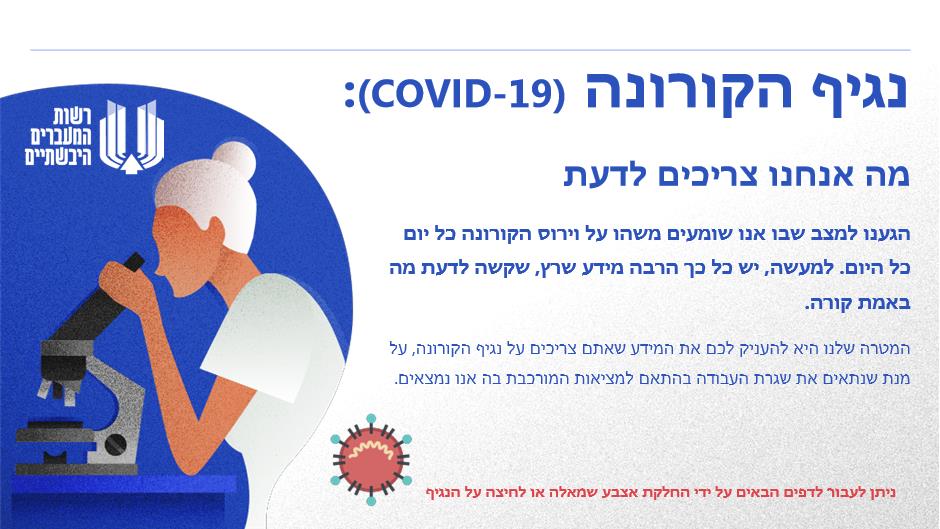 נגיף הקורונה (COVID-19):
רשות
המעברים
היבשתיים
מה אנחנו צריכים לדעת
הגענו למצב שבו אנו שומעים משהו על וירוס הקורונה כל יום
כל היום. למעשה, יש כל כך הרבה מידע שרץ, שקשה לדעת מה
באמת קורה.
המטרה שלנו היא להעניק לכם את המידע שאתם צריכים על נגיף הקורונה, על
מנת שנתאים את שגרת העבודה בהתאם למציאות המורכבת בה אנו נמצאים.
ניתן לעבור לדפים הבאים על ידי החלקת אצבע שמאלה או לחיצה על הנגיף